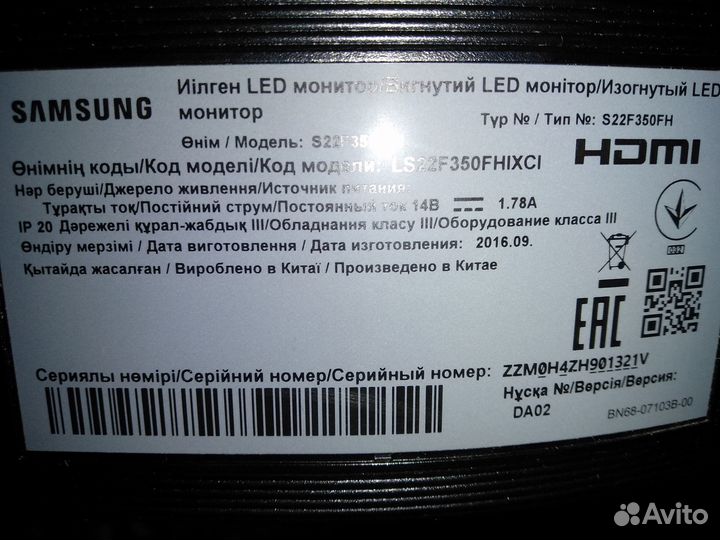 SAMSUNG
Иілген LED монитор/Вигнутий LED монітор/Изогнутый LED
монитор
Түр № / Тип №: S22F350FH
Өнім / Модель:
HDMI
Өнімнің коды/Код моделі/Код модели: LS22F350FHIXCI
Нәр беруші/Джерело живлення/Источник питания:
Тұрақты тоқ/Постійний струм/Постоянный ток 14В 1.78A
IP 20 Дәрежелі құрал-жабдық III/Обладнання класу III/Оборудование класса III
Өндіру мерзімі / Дата виготовлення / Дата изготовления: 2016.09.
Қытайда жасалған / Вироблено в Китаї / Произведено в Китае
032
EAC
Сериялы нөмірі/Серійний номер/Серийный номер: ZZM0H4ZH901321V
Нұсқа №/Версія/Версия:
DA02
BN68-07103B-00
Avito